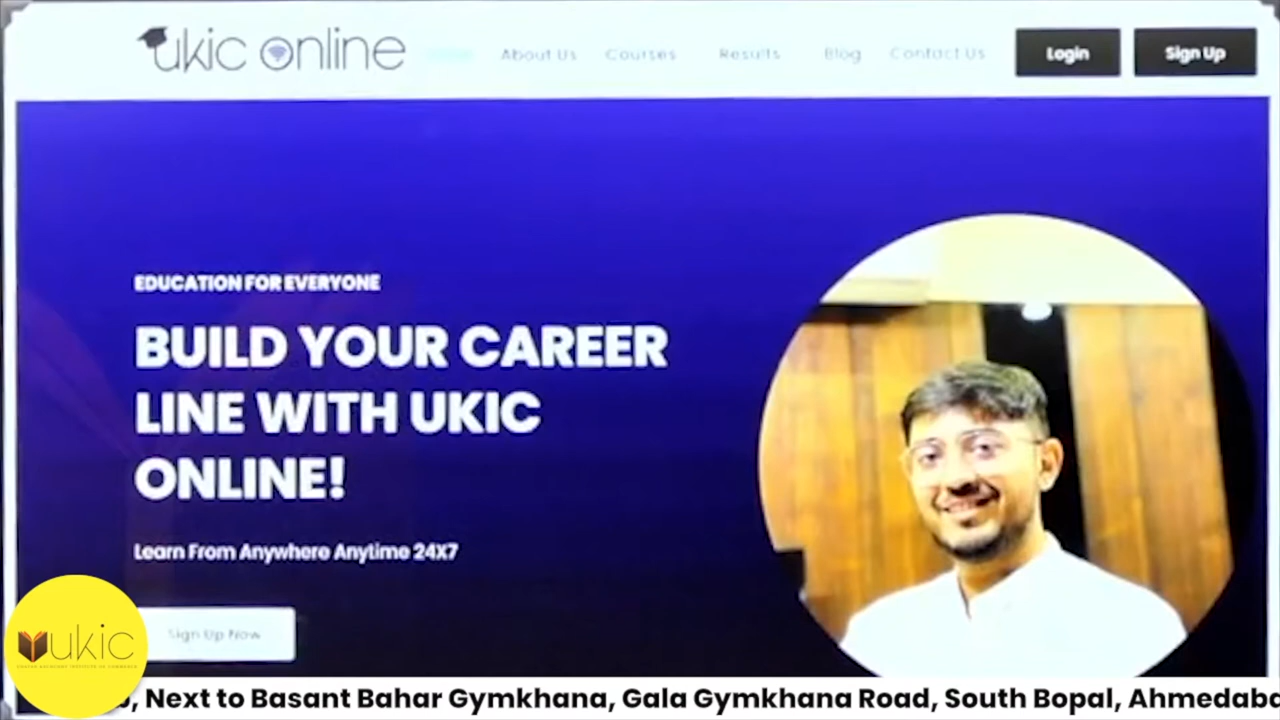 ukic online
About Us
Courses
Results
Blog
Contact Us
Login
Sign Up
EDUCATION FOR EVERYONE
BUILD YOUR CAREER
LINE WITH UKIC
ONLINE!
Learn From Anywhere Anytime 24X7
Sign Up Now
ukic
, Next to Basant Bahar Gymkhana, Gala Gymkhana Road, South Bopal,